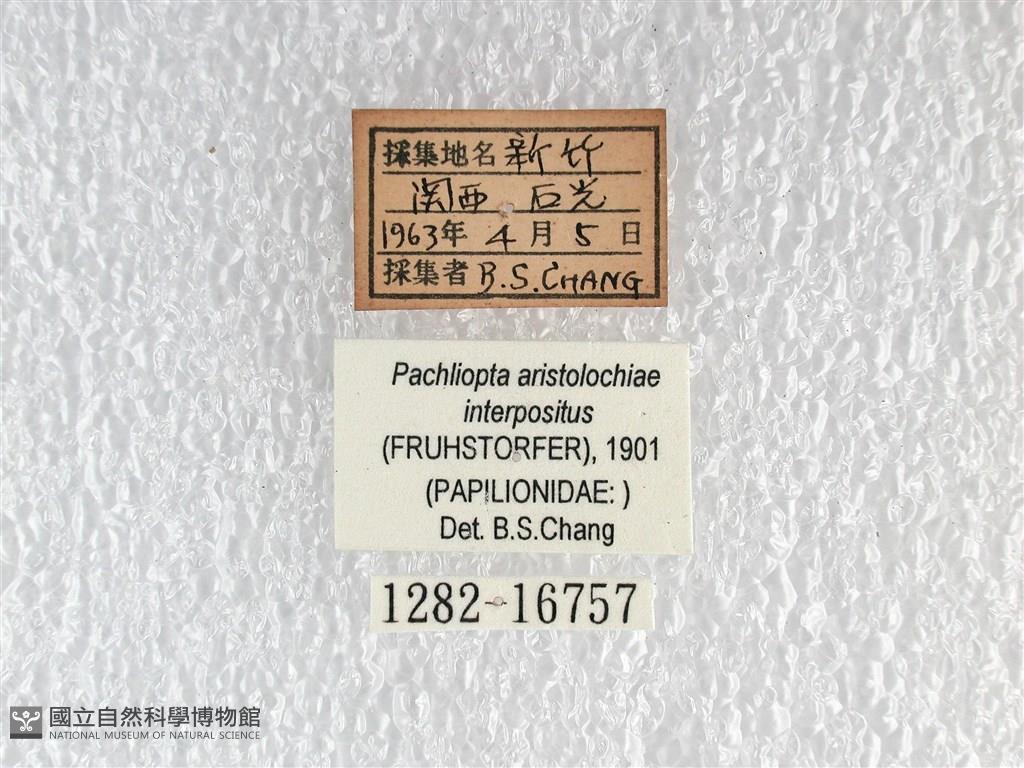 採集地名 新竹
関西 石光
1963年 4月 5日
採集者 B.S.CHANG
Pachliopta aristolochiae
interpositus
(FRUHSTORFER), 1901
(PAPILIONIDAE: )
Det. B.S.Chang
1282-16757
國立自然科學博物館
NATIONAL MUSEUM OF NATURAL SCIENCE